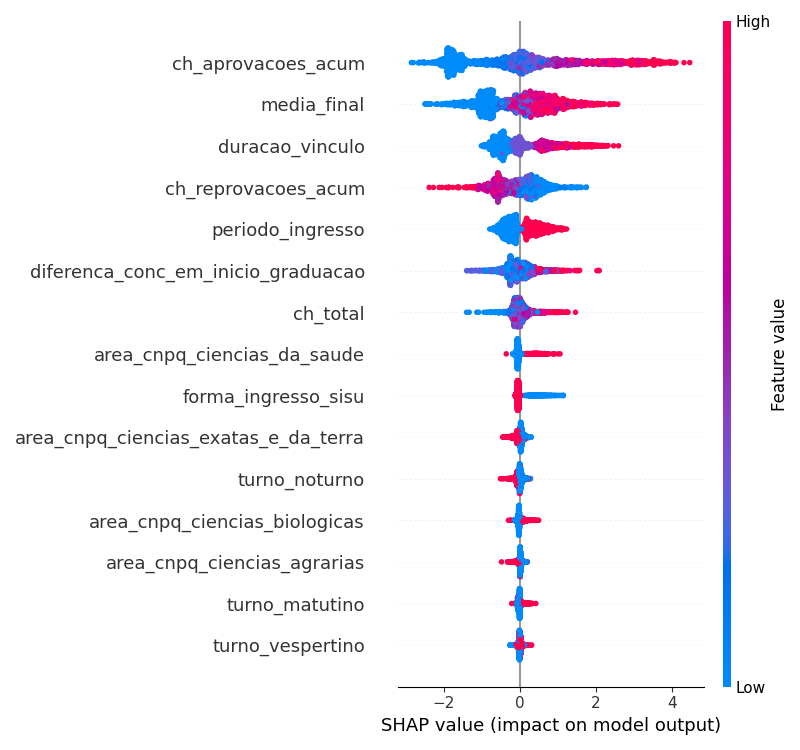 High
ch_aprovacoes_acum
media_final
duracao_vinculo
ch_reprovacoes_acum
periodo_ingresso
diferenca_conc_em_inicio_graduacao
ch_total
area_cnpq_ciencias_da_saude
forma_ingresso_sisu
area_cnpq_ciencias_exatas_e_da_terra
turno_noturno
area_cnpq_ciencias_biologicas
area_cnpq_ciencias_agrarias
turno_matutino
turno_vespertino
Feature value
Low
−2 0 2 4
SHAP value (impact on model output)